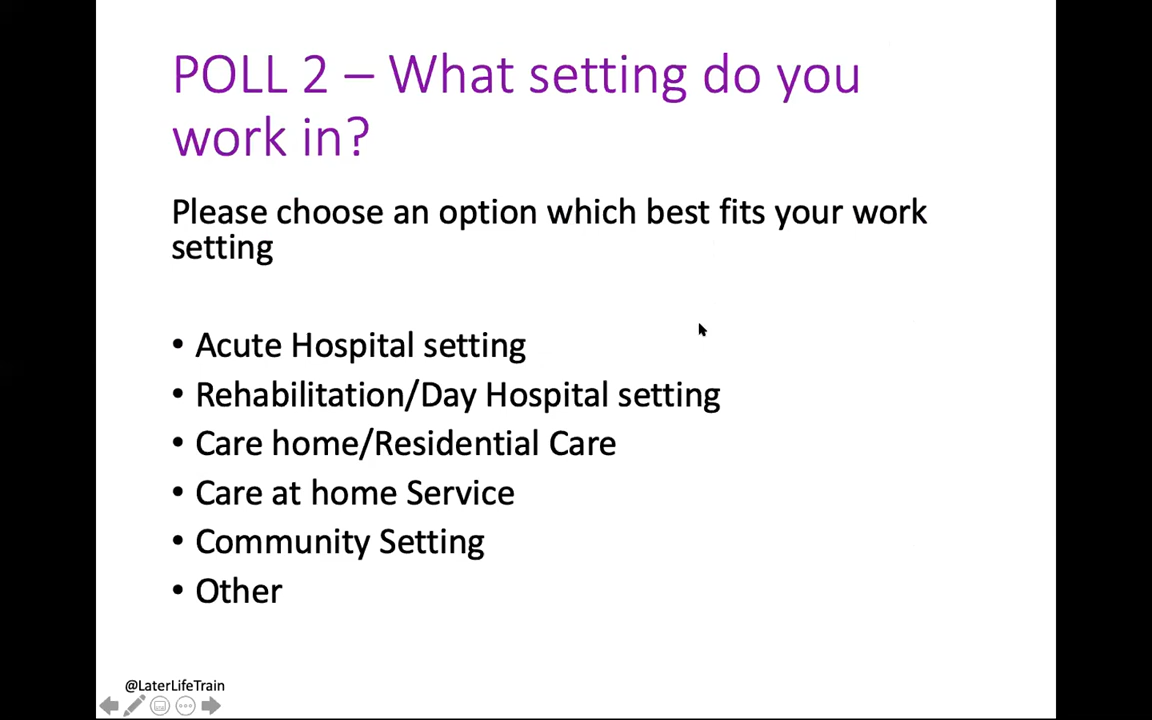 POLL 2 – What setting do you
work in?
Please choose an option which best fits your work
setting
• Acute Hospital setting
• Rehabilitation/Day Hospital setting
• Care home/Residential Care
• Care at home Service
• Community Setting
• Other
@LaterLifeTrain